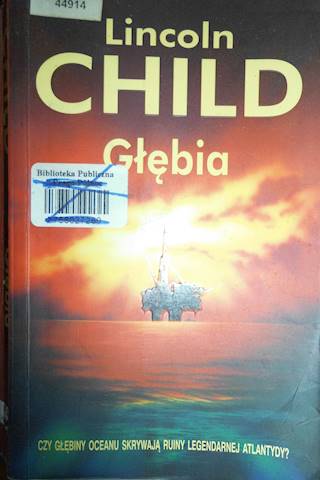 44914
Lincoln
CHILD
Głębia
Biblioteka Publiczna
CZY GŁĘBINY OCEANU SKRYWAJĄ RUINY LEGENDARNEJ ATLANTYDY?